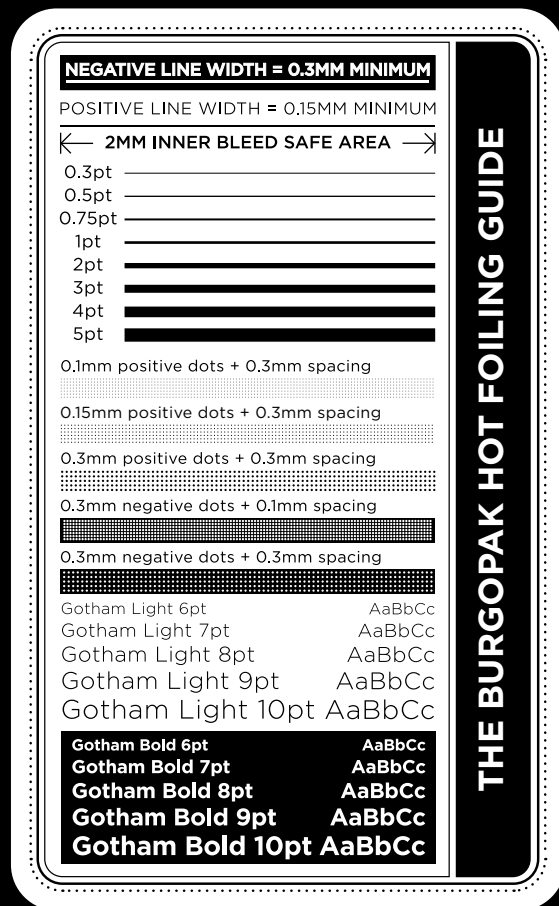 NEGATIVE LINE WIDTH = 0.3MM MINIMUM
POSITIVE LINE WIDTH = 0.15MM MINIMUM
2MM INNER BLEED SAFE AREA
0.3pt
0.5pt
0.75pt
1pt
2pt
3pt
4pt
5pt
0.1mm positive dots + 0.3mm spacing
0.15mm positive dots + 0.3mm spacing
0.3mm positive dots + 0.3mm spacing
0.3mm negative dots + 0.1mm spacing
0.3mm negative dots + 0.3mm spacing
Gotham Light 6pt AaBbCc
Gotham Light 7pt AaBbCc
Gotham Light 8pt AaBbCc
Gotham Light 9pt AaBbCc
Gotham Light 10pt AaBbCc
Gotham Bold 6pt AaBbCc
Gotham Bold 7pt AaBbCc
Gotham Bold 8pt AaBbCc
Gotham Bold 9pt AaBbCc
Gotham Bold 10pt AaBbCc
THE BURGOPAK HOT FOILING GUIDE